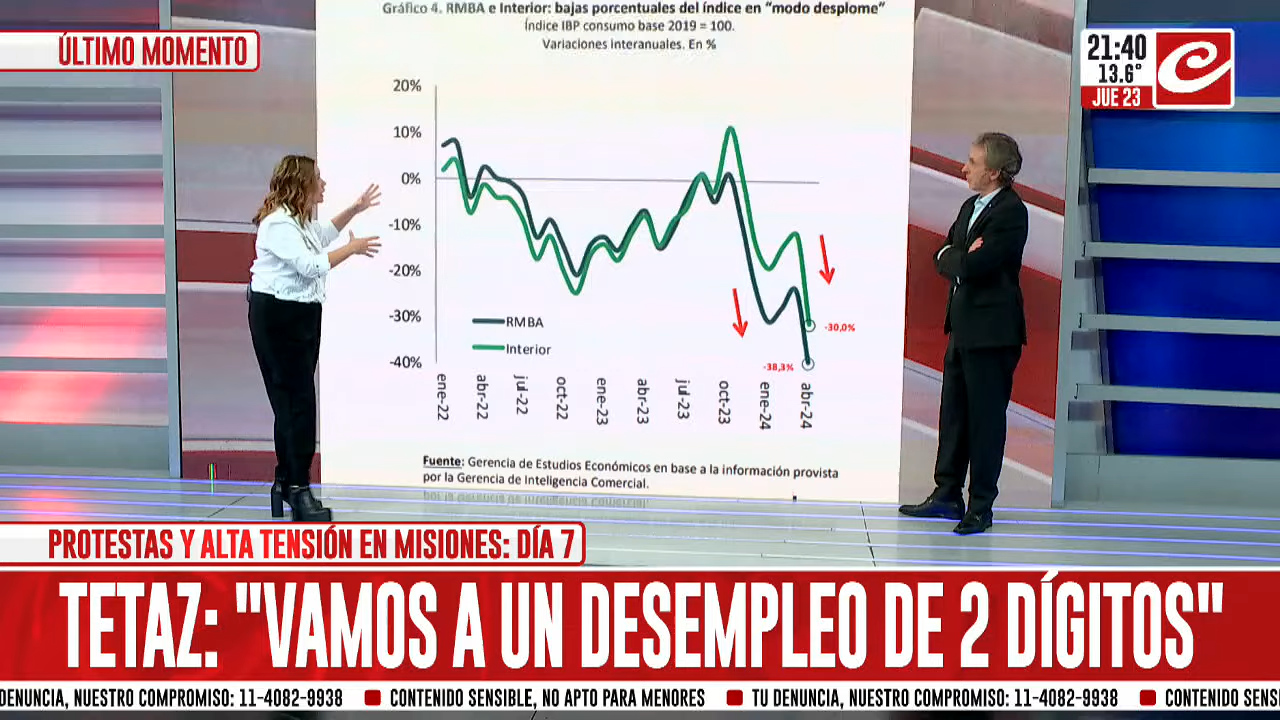 Gráfico 4. RMBA e Interior: bajas porcentuales del índice en “modo desplome”
Índice IBP consumo base 2019 = 100.
Variaciones interanuales. En %
ÚLTIMO MOMENTO
21:40
13.6°
JUE 23
20%
10%
0%
-10%
-20%
-30%
-40%
RMBA
Interior
-30,0%
-38,3%
ene-22
abr-22
jul-22
oct-22
ene-23
abr-23
jul-23
oct-23
ene-24
abr-24
Fuente: Gerencia de Estudios Económicos en base a la información provista
por la Gerencia de Inteligencia Comercial.
PROTESTAS Y ALTA TENSIÓN EN MISIONES: DÍA 7
TETAZ: "VAMOS A UN DESEMPLEO DE 2 DÍGITOS"
DENUNCIA, NUESTRO COMPROMISO: 11-4082-9938 CONTENIDO SENSIBLE, NO APTO PARA MENORES TU DENUNCIA, NUESTRO COMPROMISO: 11-4082-9938 CONTENIDO SENS